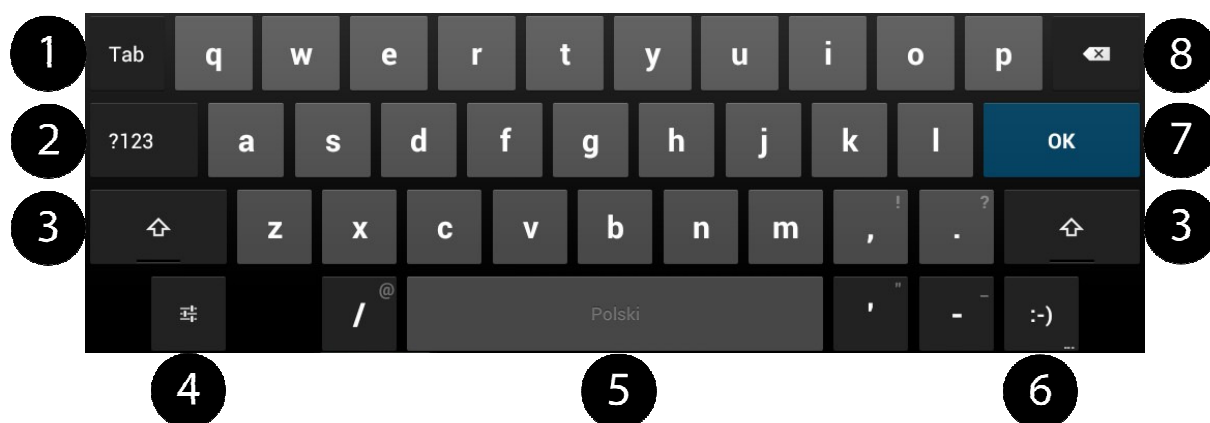 1 Tab q w e r t y u i o p 8
2 ?123 a s d f g h j k l OK 7
3 z x c v b n m , ! . ? 3
/ @ Polski ' " - _ :-) ...
4 5 6